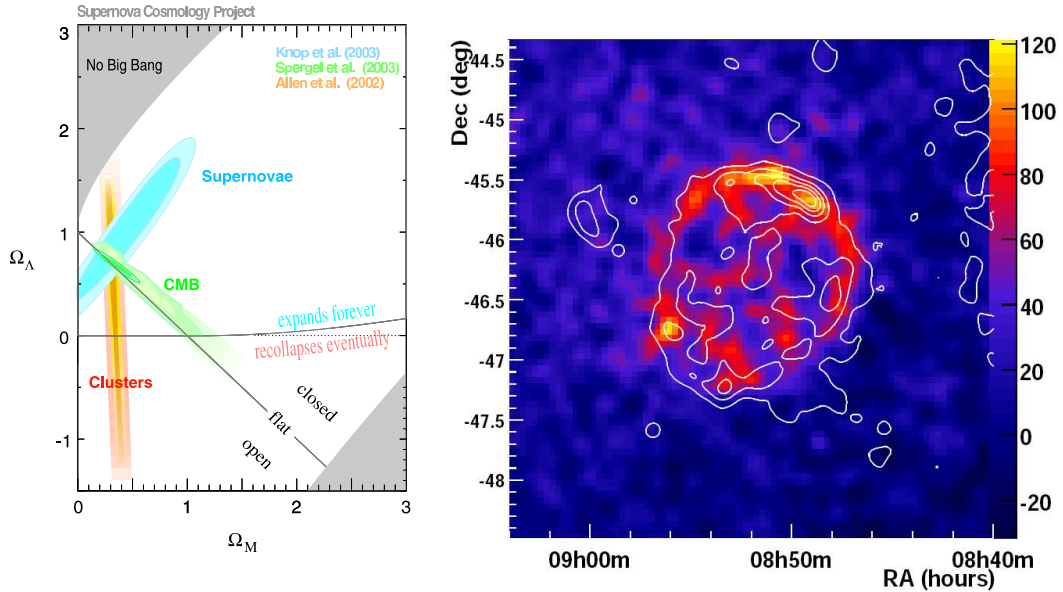 Supernova Cosmology Project
3
Knop et al. (2003)
Spergel et al. (2003)
Allen et al. (2002)
No Big Bang
2
Supernovae
1
Ω_Λ
CMB
expands forever
0
recollapses eventually
Clusters
closed
flat
-1
open
0
1
2
3
Ω_M
Dec (deg)
-44.5
-45
-45.5
-46
-46.5
-47
-47.5
-48
09h00m
08h50m
08h40m
RA (hours)
120
100
80
60
40
20
0
-20